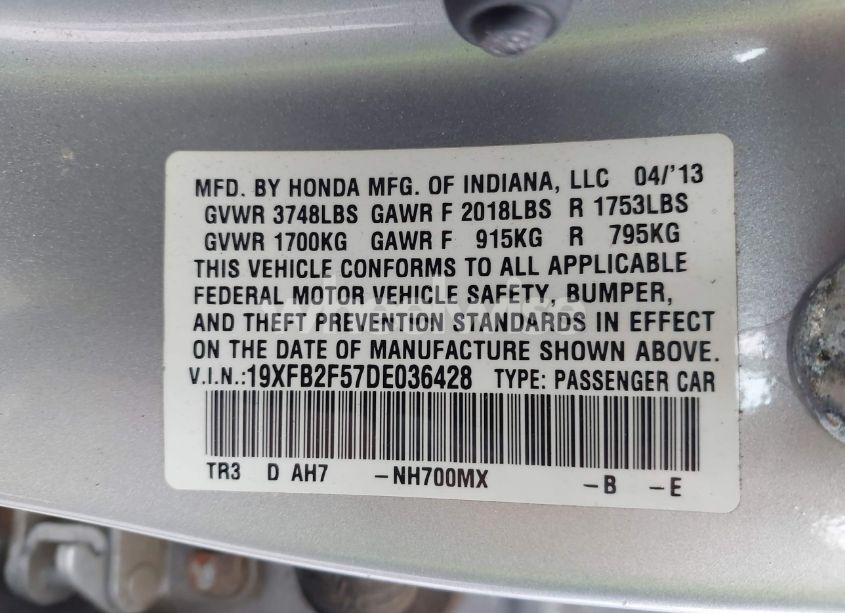 MFD. BY HONDA MFG. OF INDIANA, LLC 04/'13
GVWR 3748LBS GAWR F 2018LBS R 1753LBS
GVWR 1700KG GAWR F 915KG R 795KG
THIS VEHICLE CONFORMS TO ALL APPLICABLE
FEDERAL MOTOR VEHICLE SAFETY, BUMPER,
AND THEFT PREVENTION STANDARDS IN EFFECT
ON THE DATE OF MANUFACTURE SHOWN ABOVE.
V.I.N.:19XFB2F57DE036428 TYPE: PASSENGER CAR
TR3 D AH7 -NH700MX -B -E